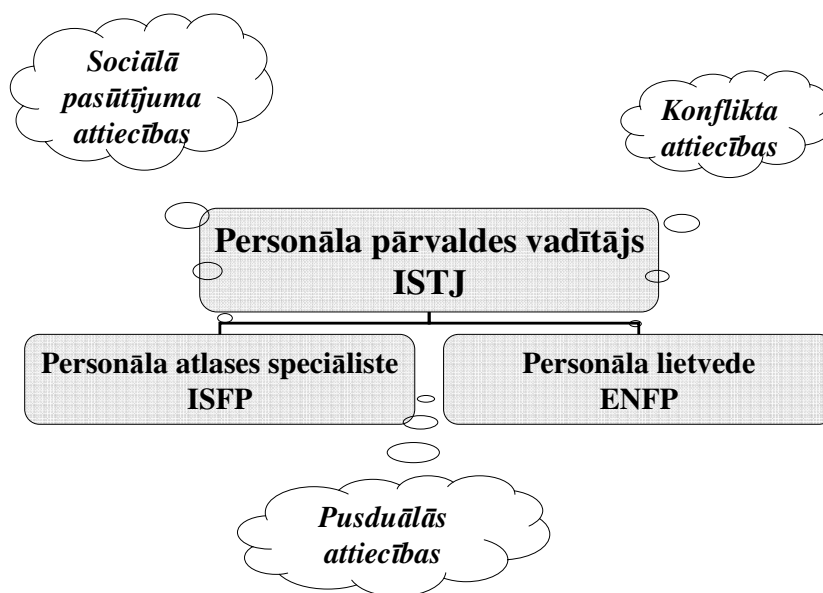 Sociālā
pasūtījuma
attiecības
Konflikta
attiecības
Personāla pārvaldes vadītājs
ISTJ
Personāla atlases speciāliste
ISFP
Personāla lietvede
ENFP
Pusduālās
attiecības